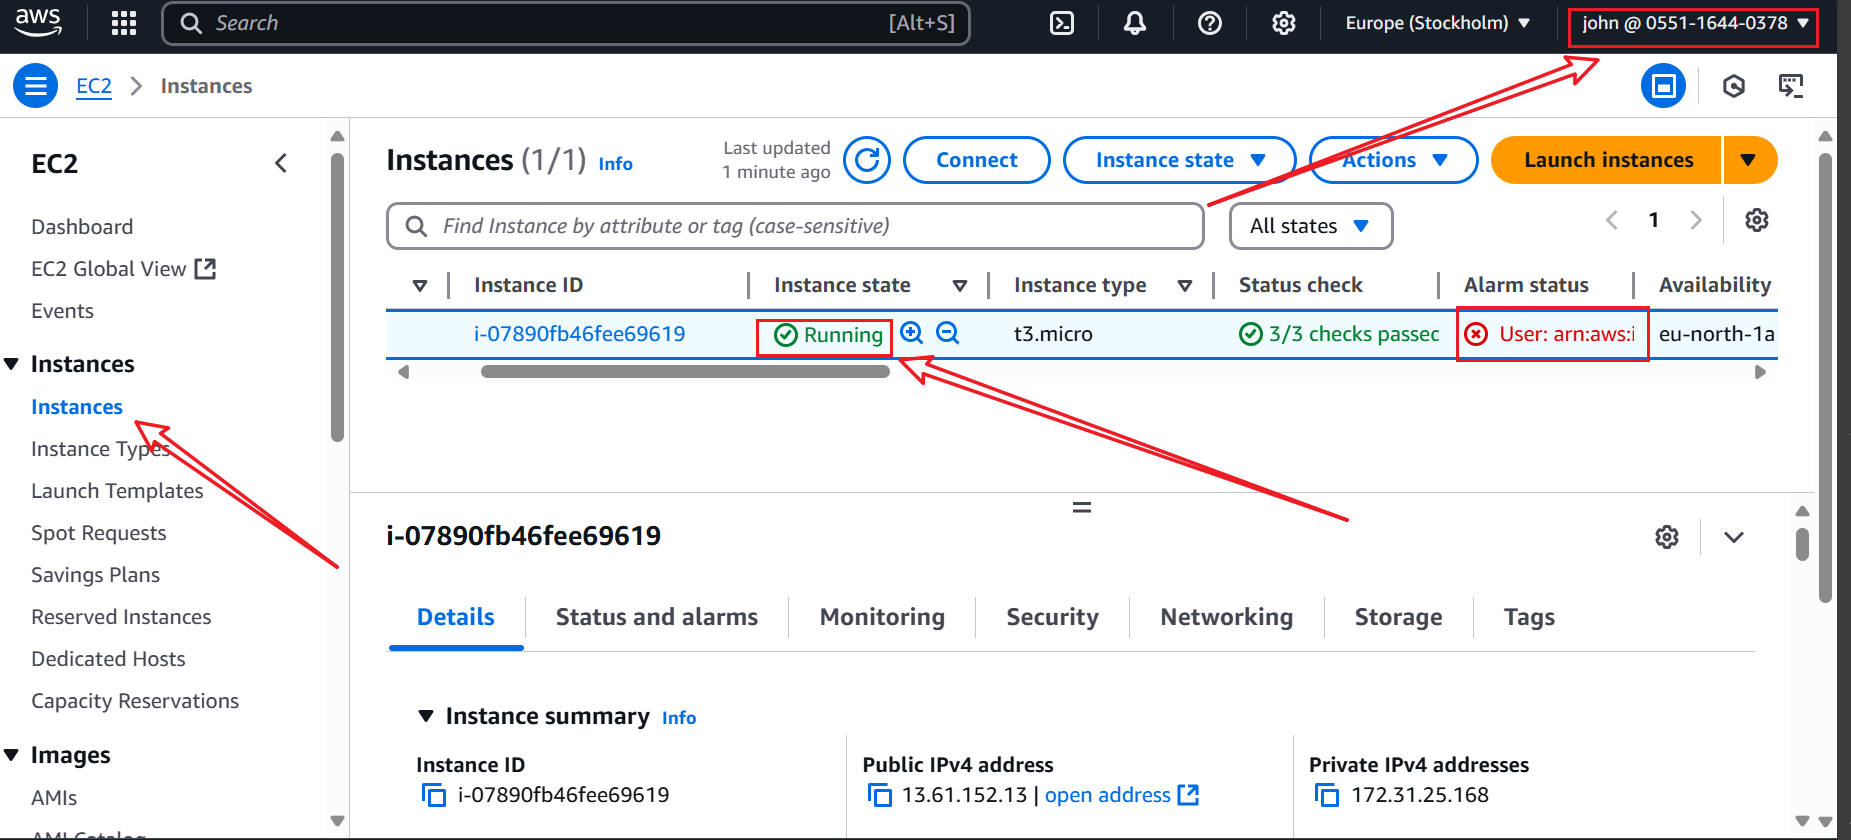 aws
Search
[Alt+S]
Europe (Stockholm)
john @ 0551-1644-0378
EC2
Instances
EC2
Dashboard
EC2 Global View
Events
Instances
Instances
Instance Types
Launch Templates
Spot Requests
Savings Plans
Reserved Instances
Dedicated Hosts
Capacity Reservations
Images
AMIs
AMI Catalog
Instances (1/1) Info
Last updated
1 minute ago
Connect
Instance state
Actions
Launch instances
Find Instance by attribute or tag (case-sensitive)
All states
1
Instance ID
Instance state
Instance type
Status check
Alarm status
Availability
i-07890fb46fee69619
Running
t3.micro
3/3 checks passed
User: arn:aws:i
eu-north-1a
i-07890fb46fee69619
Details
Status and alarms
Monitoring
Security
Networking
Storage
Tags
Instance summary Info
Instance ID
i-07890fb46fee69619
Public IPv4 address
13.61.152.13 | open address
Private IPv4 addresses
172.31.25.168